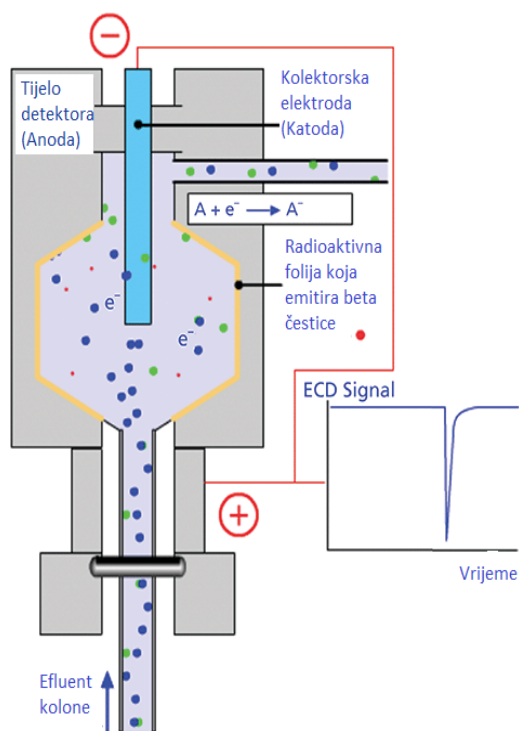 Tijelo
detektora
(Anoda)
−
Kolektorska
elektroda
(Katoda)
A + e⁻ ⟶ A⁻
Radioaktivna
folija koja
emitira beta
čestice
e⁻
e⁻
ECD Signal
+
Vrijeme
Efluent
kolone